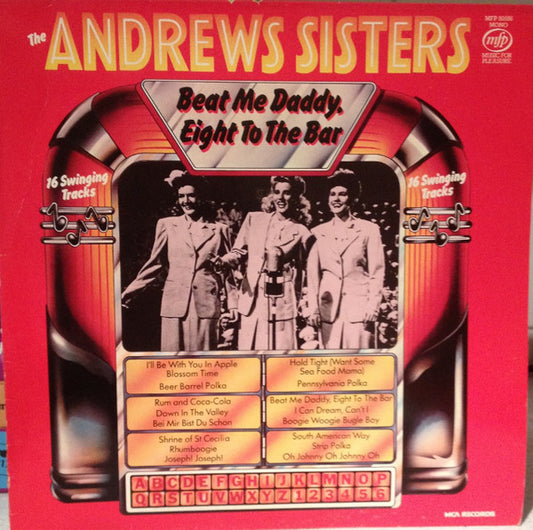 The ANDREWS SISTERS
MFP 50556
MONO
mfp
MUSIC FOR
PLEASURE
Beat Me Daddy,
Eight To The Bar
16 Swinging
Tracks
16 Swinging
Tracks
I'll Be With You In Apple
Blossom Time
Beer Barrel Polka
Hold Tight (Want Some
Sea Food Mama)
Pennsylvania Polka
Rum and Coca-Cola
Down In The Valley
Bei Mir Bist Du Schon
Beat Me Daddy, Eight To The Bar
I Can Dream, Can't I
Boogie Woogie Bugle Boy
Shrine of St Cecilia
Rhumboogie
Joseph! Joseph!
South American Way
Strip Polka
Oh Johnny Oh Johnny Oh
A B C D E F G H I J K L M N O P
Q R S T U V W X Y Z 1 2 3 4 5 6
MCA RECORDS